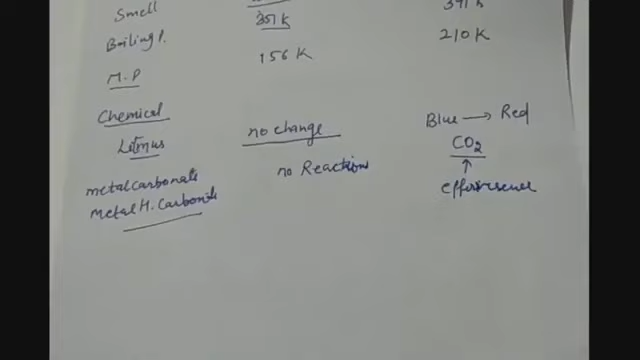 Smell
Boiling P. 351 K 391 K
M.P 156 K 210 K
Chemical
Litmus no change Blue → Red
metal carbonate no Reaction CO2
Metal H. Carbonate ↑
effervescence